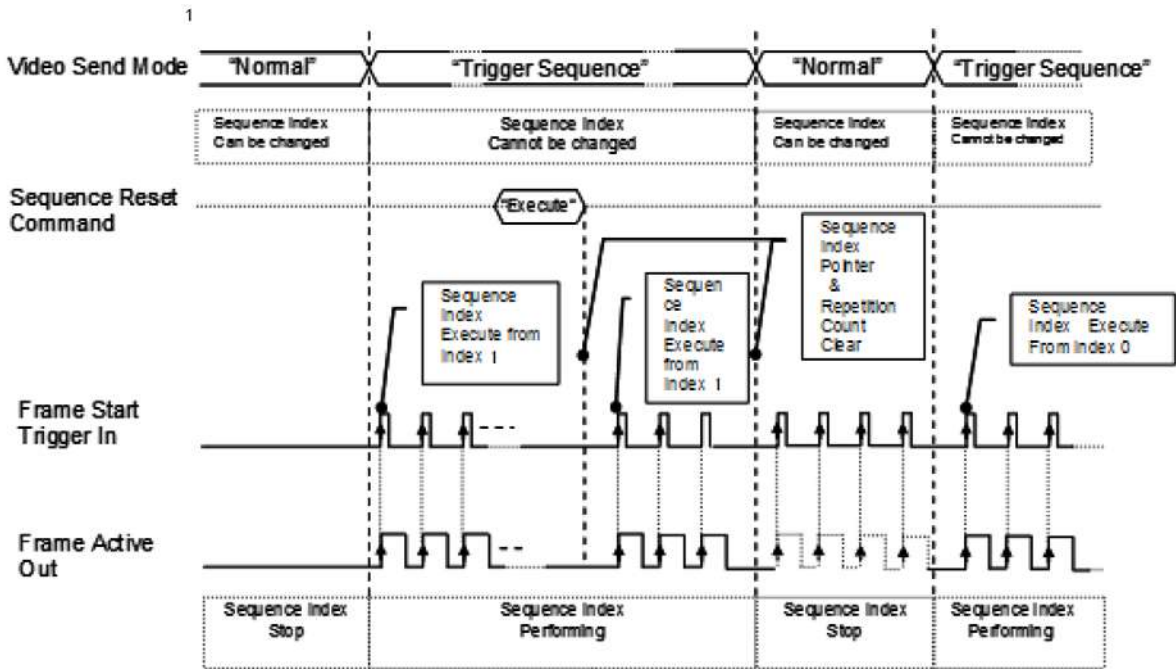 1
Video Send Mode
"Normal"
"Trigger Sequence"
"Normal"
"Trigger Sequence"
Sequence Index
Can be changed
Sequence Index
Cannot be changed
Sequence Index
Can be changed
Sequence Index
Cannot be changed
Sequence Reset
Command
"Execute"
Sequence
Index
Execute from
Index 1
Sequen
ce
Index
Execute
from
Index 1
Sequence
Index
Pointer
&
Repetition
Count
Clear
Sequence
Index Execute
From Index 0
Frame Start
Trigger In
Frame Active
Out
Sequence Index
Stop
Sequence Index
Performing
Sequence Index
Stop
Sequence Index
Performing